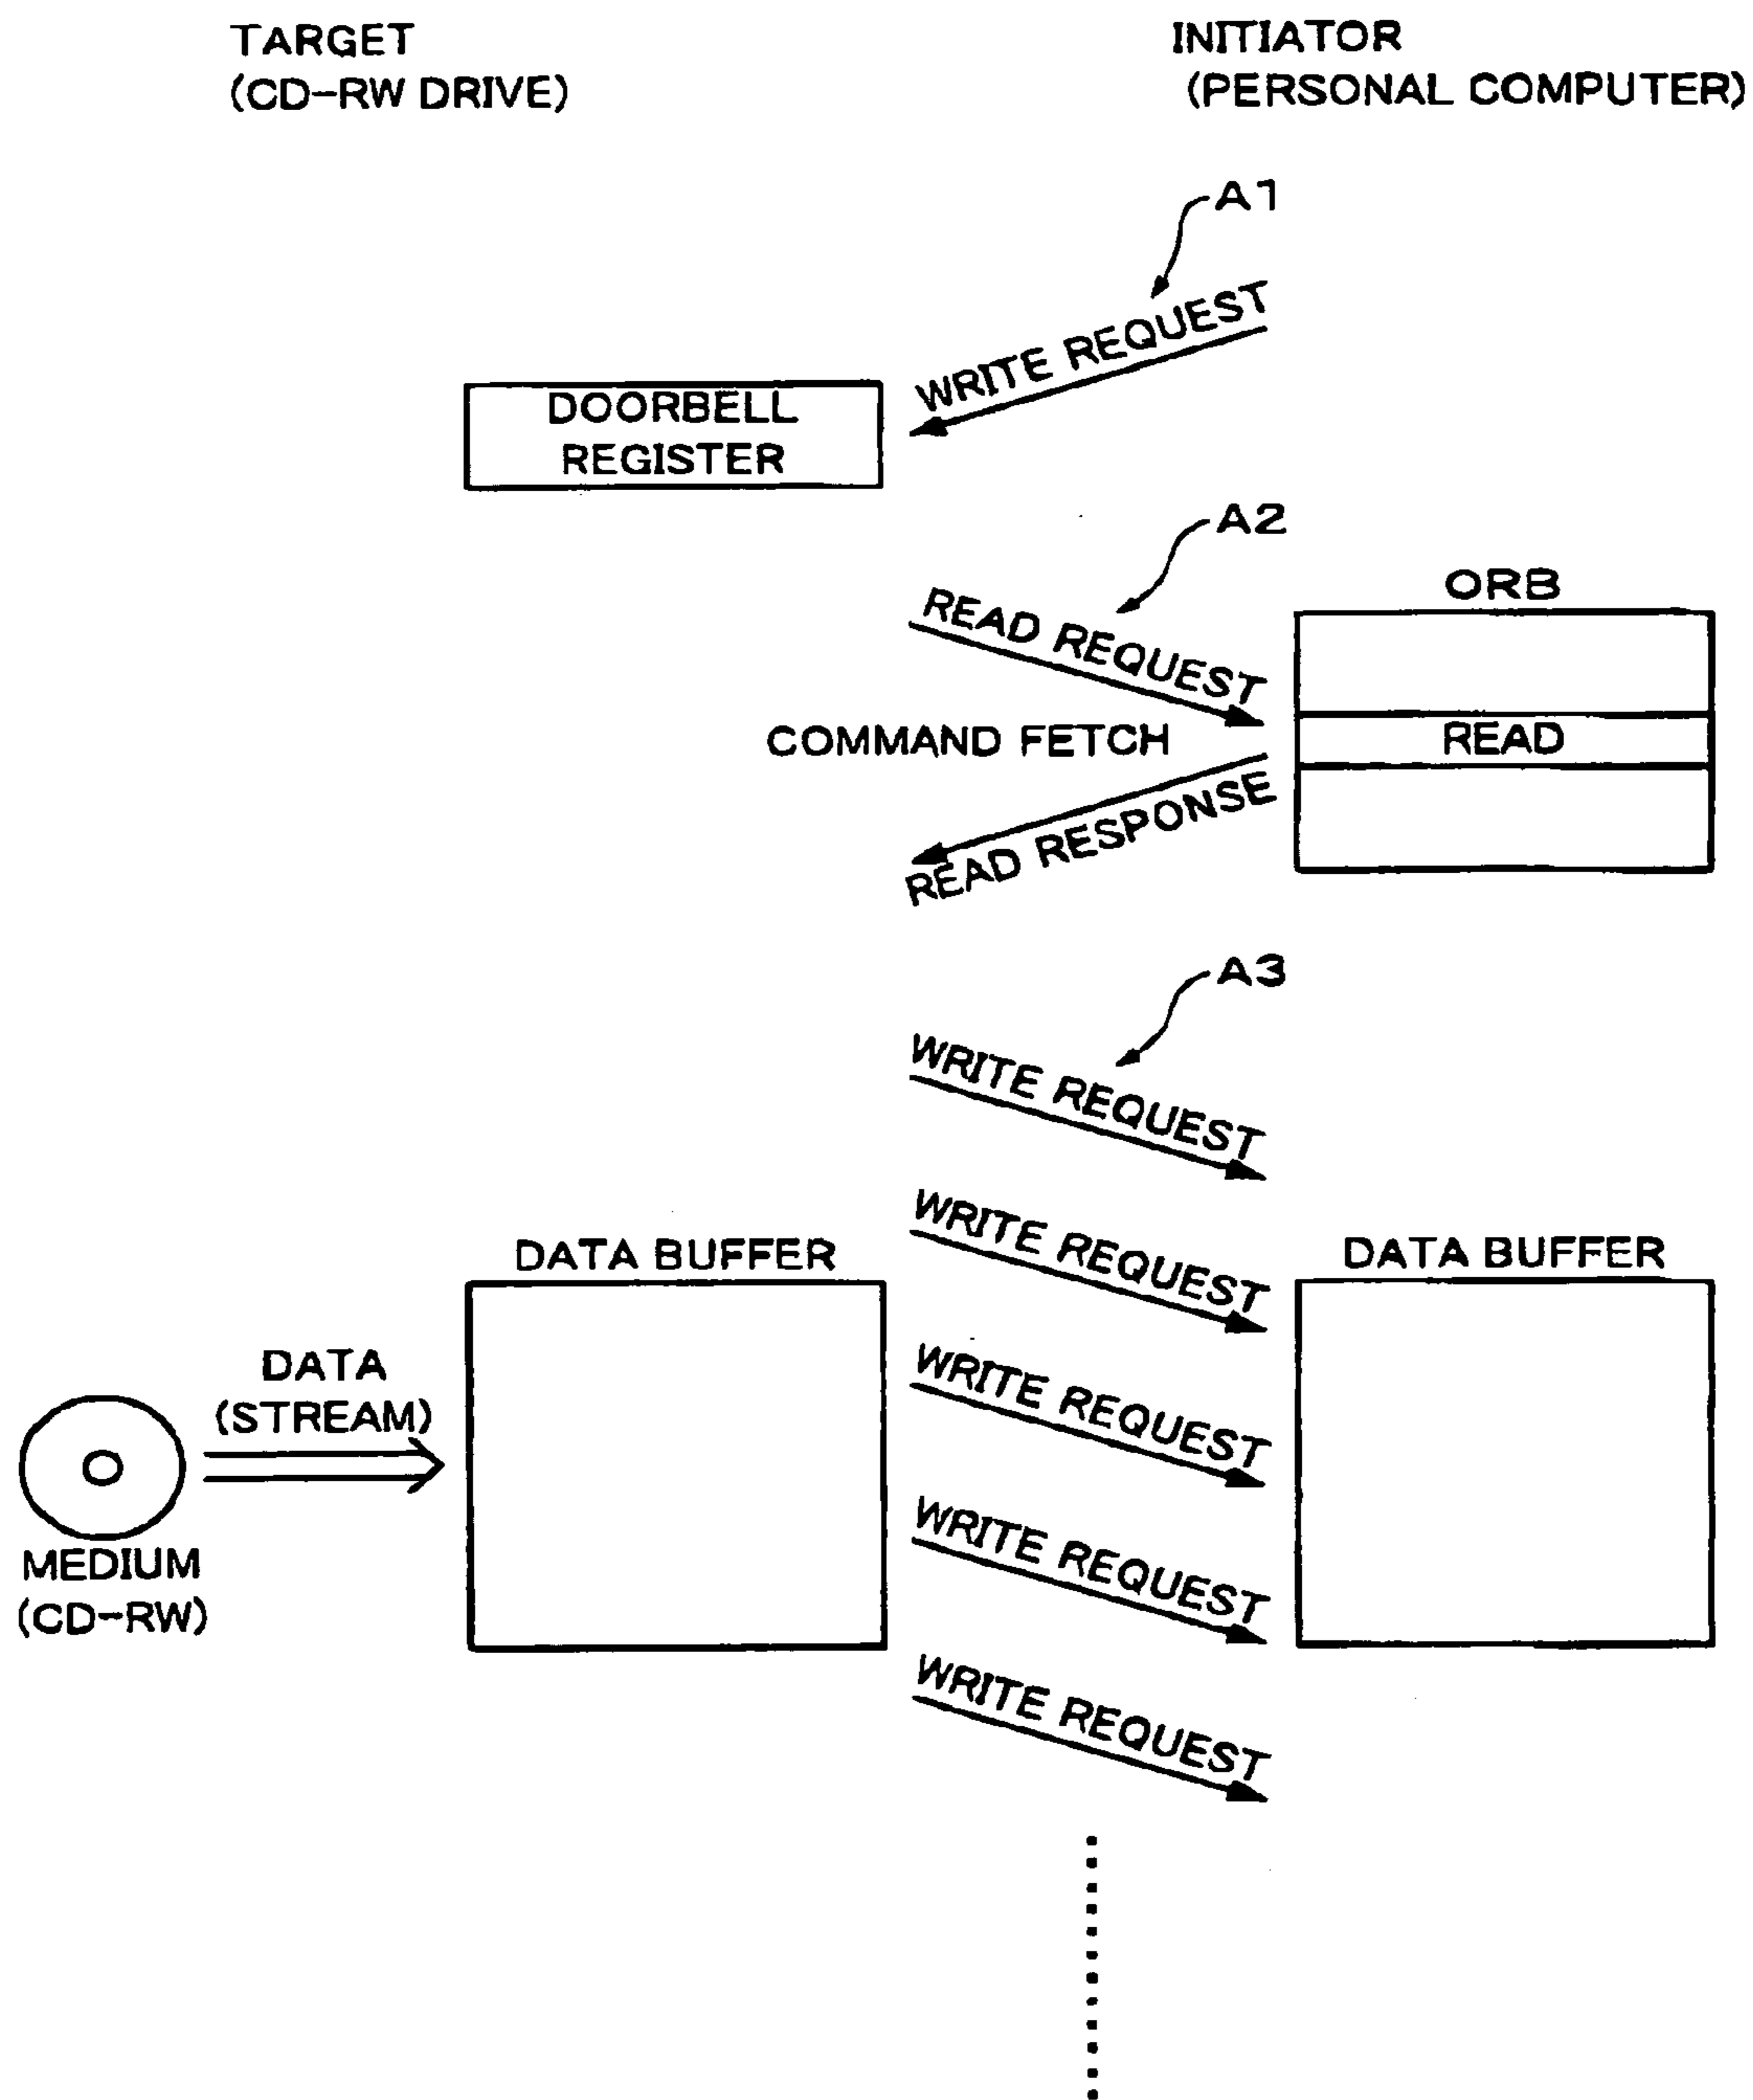 TARGET
(CD-RW DRIVE)
INITIATOR
(PERSONAL COMPUTER)
A1
WRITE REQUEST
DOORBELL
REGISTER
A2
READ REQUEST
ORB
COMMAND FETCH
READ
READ RESPONSE
A3
WRITE REQUEST
WRITE REQUEST
DATA BUFFER
DATA BUFFER
WRITE REQUEST
DATA
(STREAM)
WRITE REQUEST
MEDIUM
(CD-RW)
WRITE REQUEST